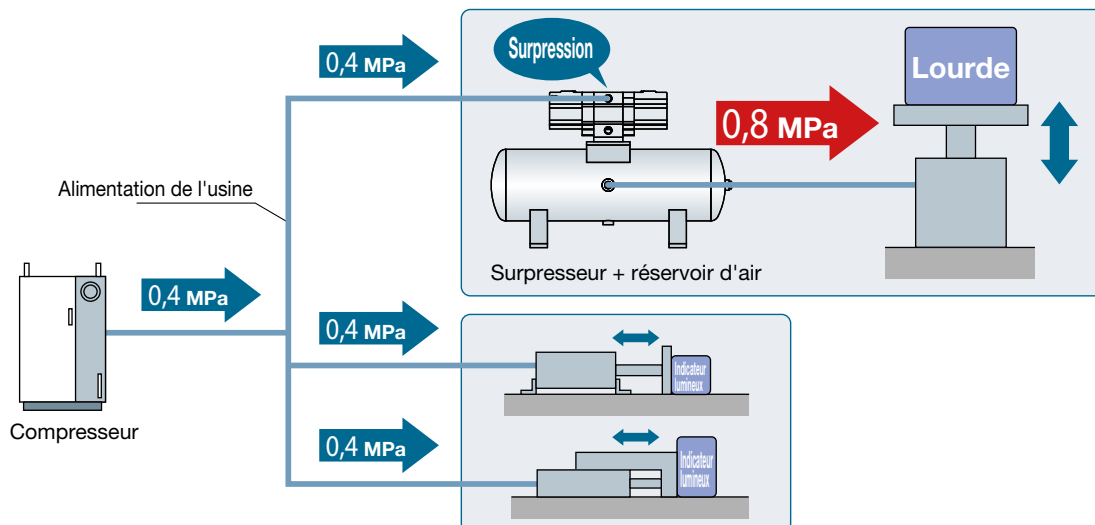 0,4 MPa
Surpression
Lourde
0,8 MPa
Alimentation de l'usine
Surpresseur + réservoir d'air
0,4 MPa
0,4 MPa
Indicateur
lumineux
Compresseur
0,4 MPa
Indicateur
lumineux